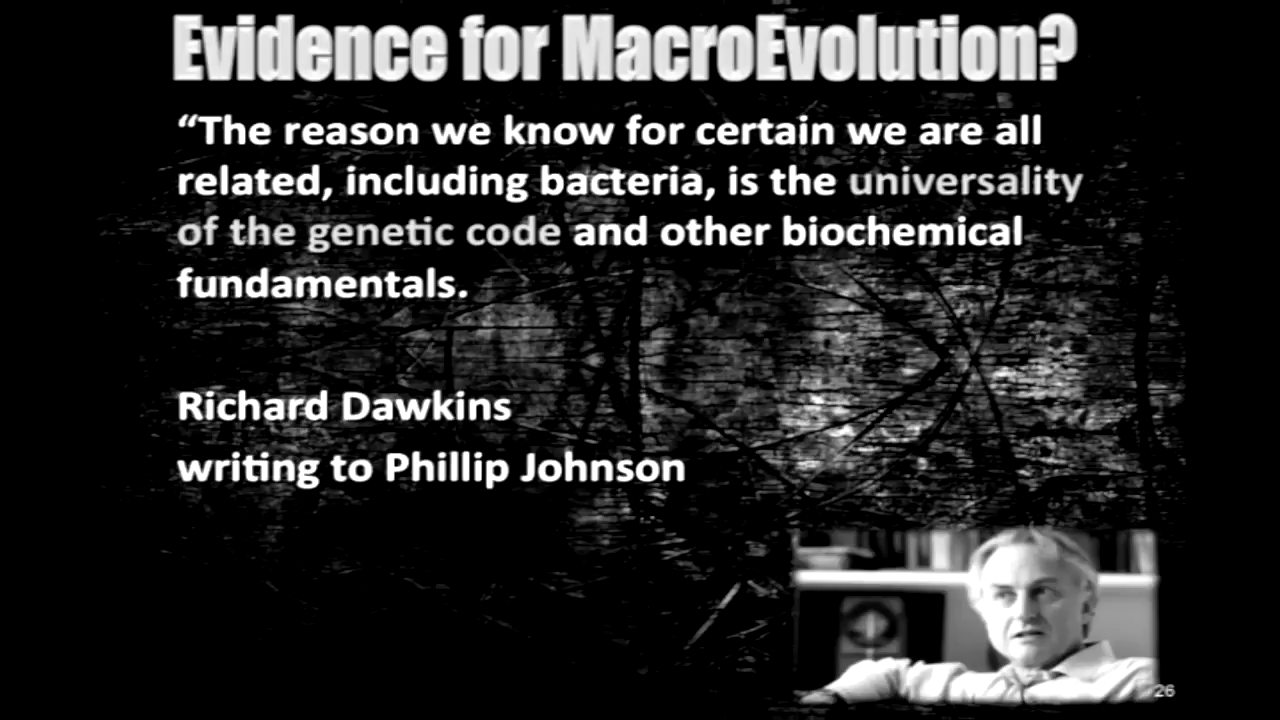 Evidence for MacroEvolution?
“The reason we know for certain we are all
related, including bacteria, is the universality
of the genetic code and other biochemical
fundamentals.
Richard Dawkins
writing to Phillip Johnson
26